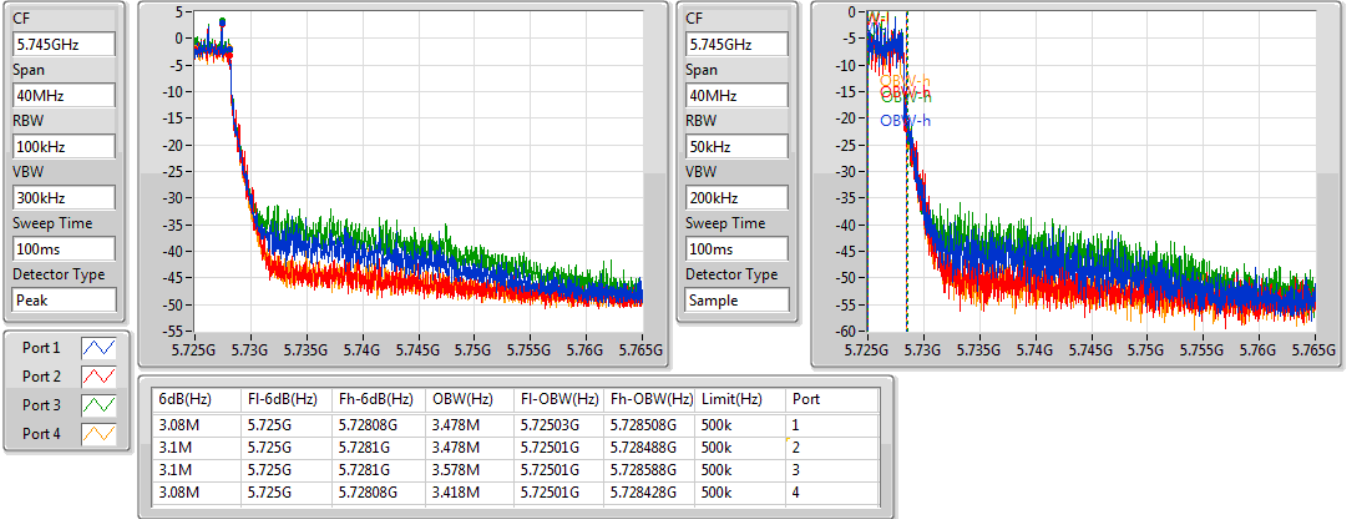 CF
5.745GHz
Span
40MHz
RBW
100kHz
VBW
300kHz
Sweep Time
100ms
Detector Type
Peak
5
0
-5
-10
-15
-20
-25
-30
-35
-40
-45
-50
-55
5.725G 5.73G 5.735G 5.74G 5.745G 5.75G 5.755G 5.76G 5.765G
CF
5.745GHz
Span
40MHz
RBW
50kHz
VBW
200kHz
Sweep Time
100ms
Detector Type
Sample
0
-5
-10
-15
-20
-25
-30
-35
-40
-45
-50
-55
-60
OBW-h
OBW-h
OBW-h
OBW-h
5.725G 5.73G 5.735G 5.74G 5.745G 5.75G 5.755G 5.76G 5.765G
Port 1
Port 2
Port 3
Port 4
6dB(Hz) Fl-6dB(Hz) Fh-6dB(Hz) OBW(Hz) Fl-OBW(Hz) Fh-OBW(Hz) Limit(Hz) Port
3.08M 5.725G 5.72808G 3.478M 5.72503G 5.728508G 500k 1
3.1M 5.725G 5.7281G 3.478M 5.72501G 5.728488G 500k 2
3.1M 5.725G 5.7281G 3.578M 5.72501G 5.728588G 500k 3
3.08M 5.725G 5.72808G 3.418M 5.72501G 5.728428G 500k 4